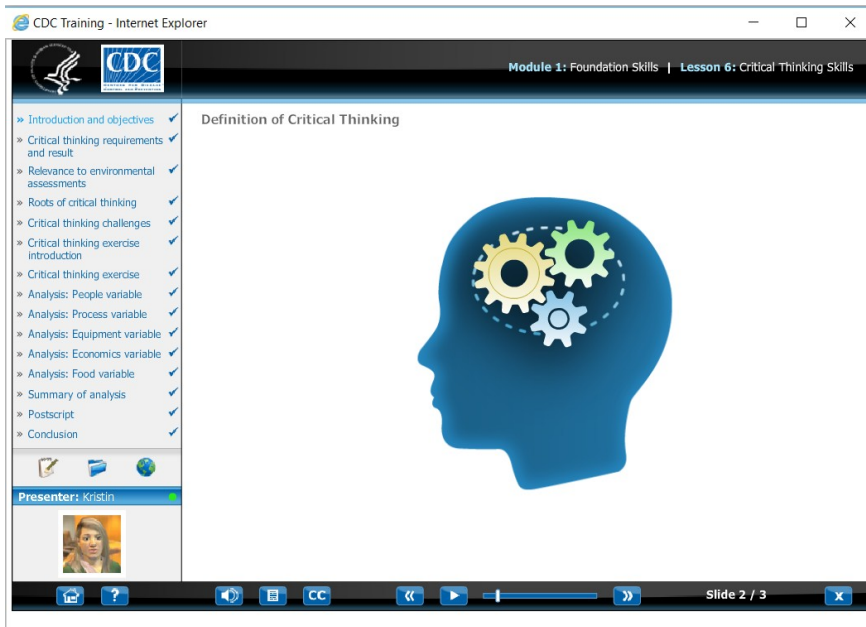 CDC Training - Internet Explorer
CDC
Module 1: Foundation Skills | Lesson 6: Critical Thinking Skills
» Introduction and objectives
» Critical thinking requirements
and result
» Relevance to environmental
assessments
» Roots of critical thinking
» Critical thinking challenges
» Critical thinking exercise
introduction
» Critical thinking exercise
» Analysis: People variable
» Analysis: Process variable
» Analysis: Equipment variable
» Analysis: Economics variable
» Analysis: Food variable
» Summary of analysis
» Postscript
» Conclusion
Definition of Critical Thinking
Presenter: Kristin
?
CC
Slide 2 / 3
x